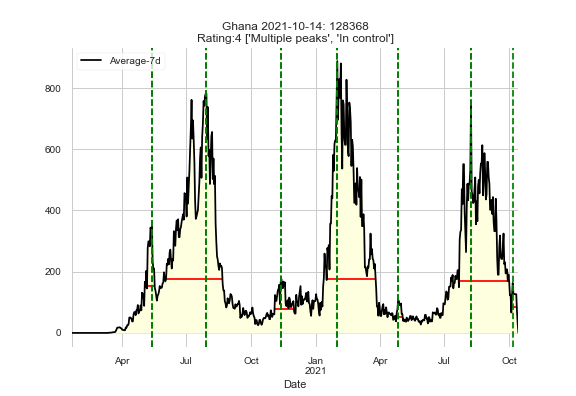 Ghana 2021-10-14: 128368
Rating:4 ['Multiple peaks', 'In control']
Average-7d
800
600
400
200
0
Apr Jul Oct Jan Apr Jul Oct
2021
Date